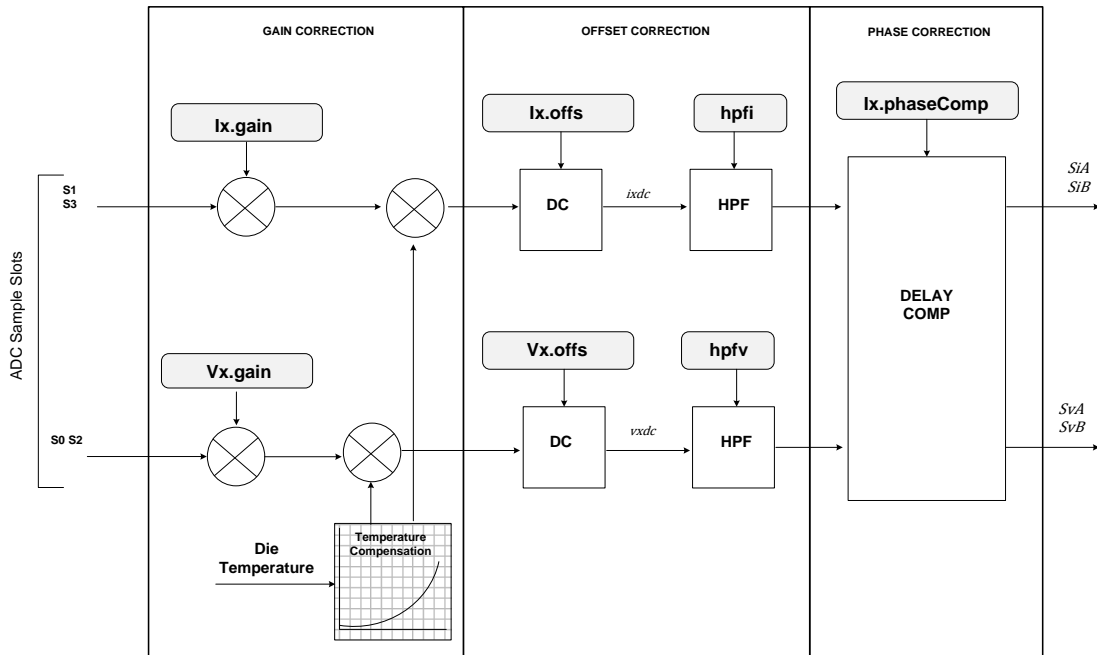 GAIN CORRECTION
OFFSET CORRECTION
PHASE CORRECTION
Ix.gain
Ix.offs
hpfi
Ix.phaseComp
S1
S3
DC
ixdc
HPF
SiA
SiB
ADC Sample Slots
DELAY
COMP
Vx.gain
Vx.offs
hpfv
S0 S2
DC
vxdc
HPF
SvA
SvB
Temperature
Compensation
Die
Temperature